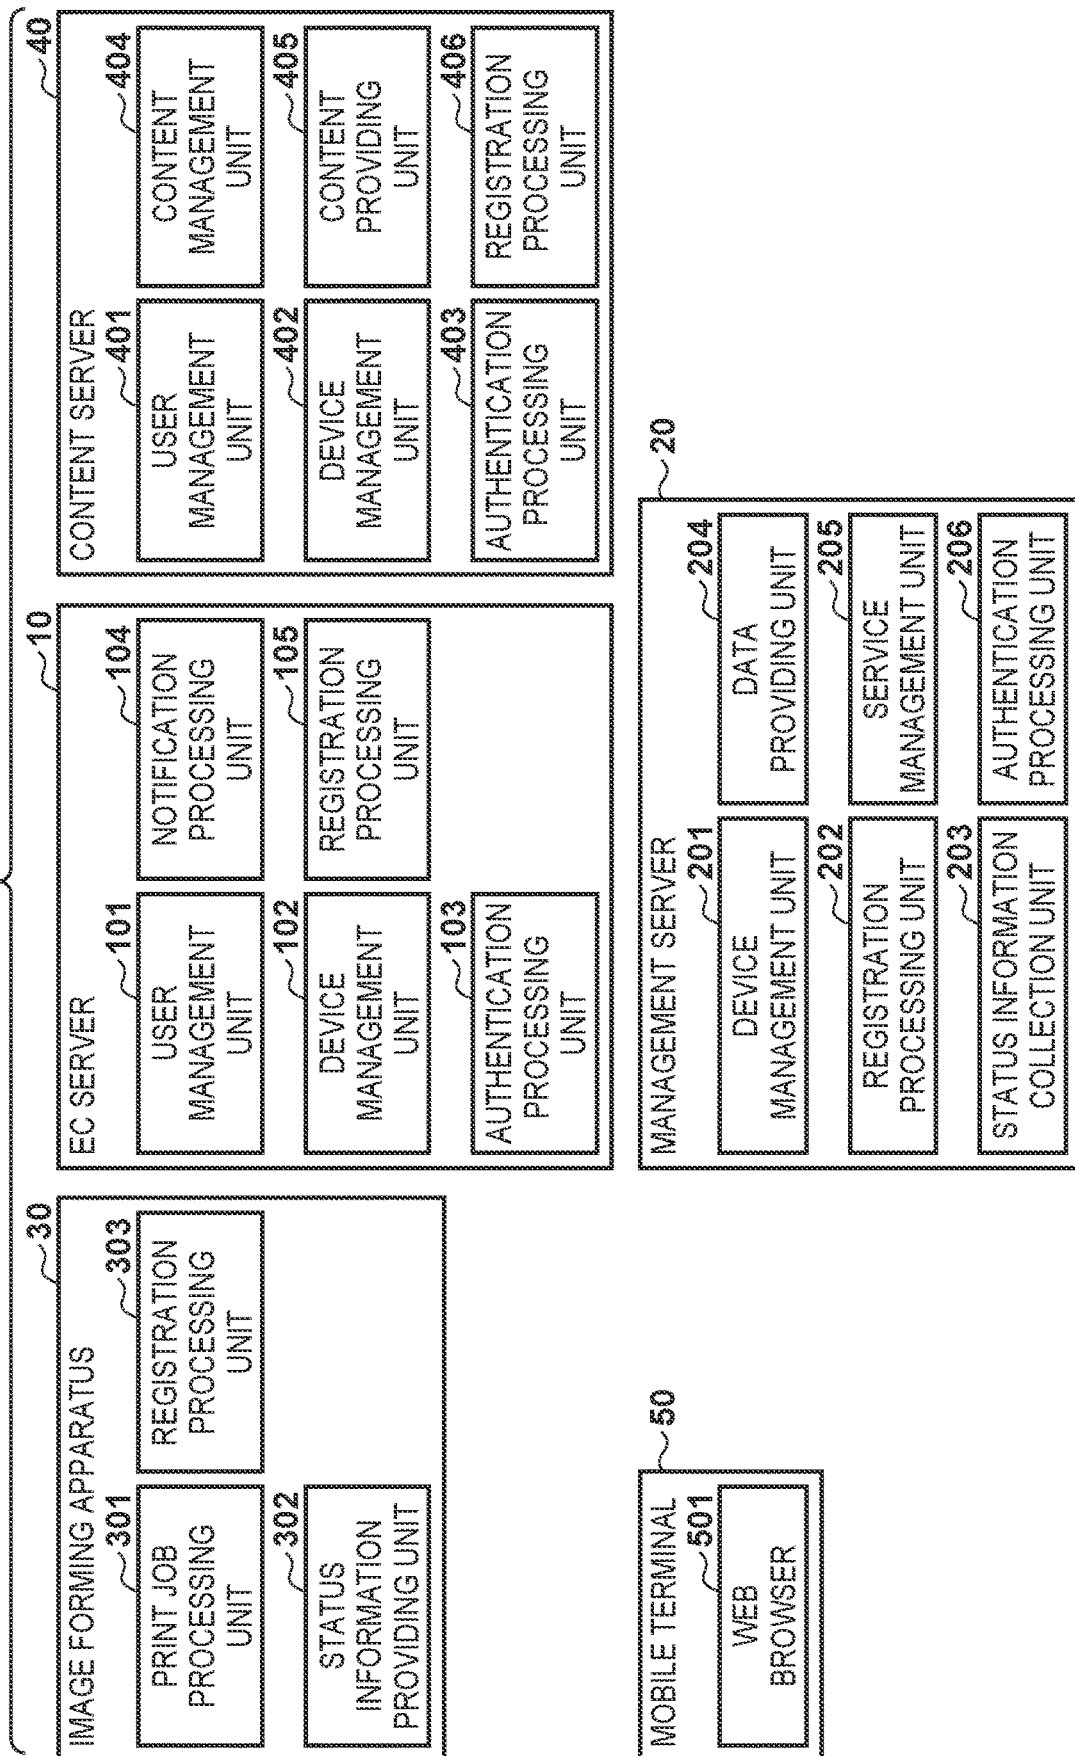 30
IMAGE FORMING APPARATUS
301
PRINT JOB
PROCESSING
UNIT
303
REGISTRATION
PROCESSING
UNIT
302
STATUS
INFORMATION
PROVIDING UNIT
10
EC SERVER
101
USER
MANAGEMENT
UNIT
104
NOTIFICATION
PROCESSING
UNIT
102
DEVICE
MANAGEMENT
UNIT
105
REGISTRATION
PROCESSING
UNIT
103
AUTHENTICATION
PROCESSING
UNIT
40
CONTENT SERVER
401
USER
MANAGEMENT
UNIT
404
CONTENT
MANAGEMENT
UNIT
402
DEVICE
MANAGEMENT
UNIT
405
CONTENT
PROVIDING
UNIT
403
AUTHENTICATION
PROCESSING
UNIT
406
REGISTRATION
PROCESSING
UNIT
50
MOBILE TERMINAL
501
WEB
BROWSER
20
MANAGEMENT SERVER
201
DEVICE
MANAGEMENT UNIT
204
DATA
PROVIDING UNIT
202
REGISTRATION
PROCESSING UNIT
205
SERVICE
MANAGEMENT UNIT
203
STATUS INFORMATION
COLLECTION UNIT
206
AUTHENTICATION
PROCESSING UNIT